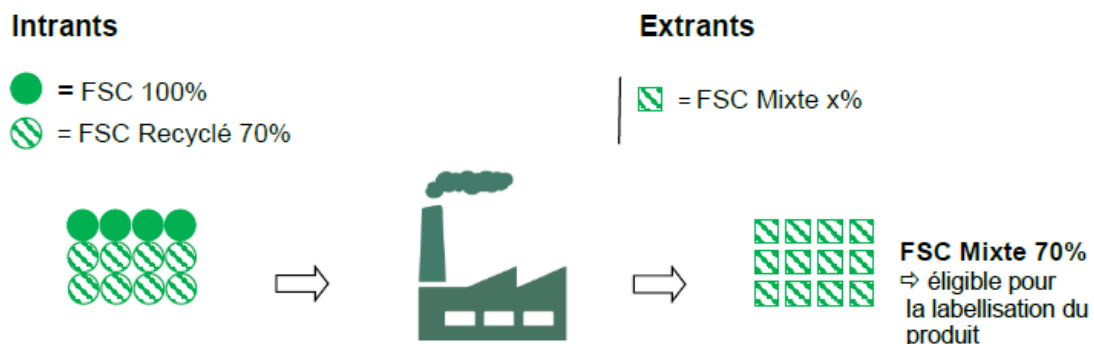 Intrants
Extrants
= FSC 100%
= FSC Mixte x%
= FSC Recyclé 70%
FSC Mixte 70%
⇨ éligible pour
la labellisation du
produit